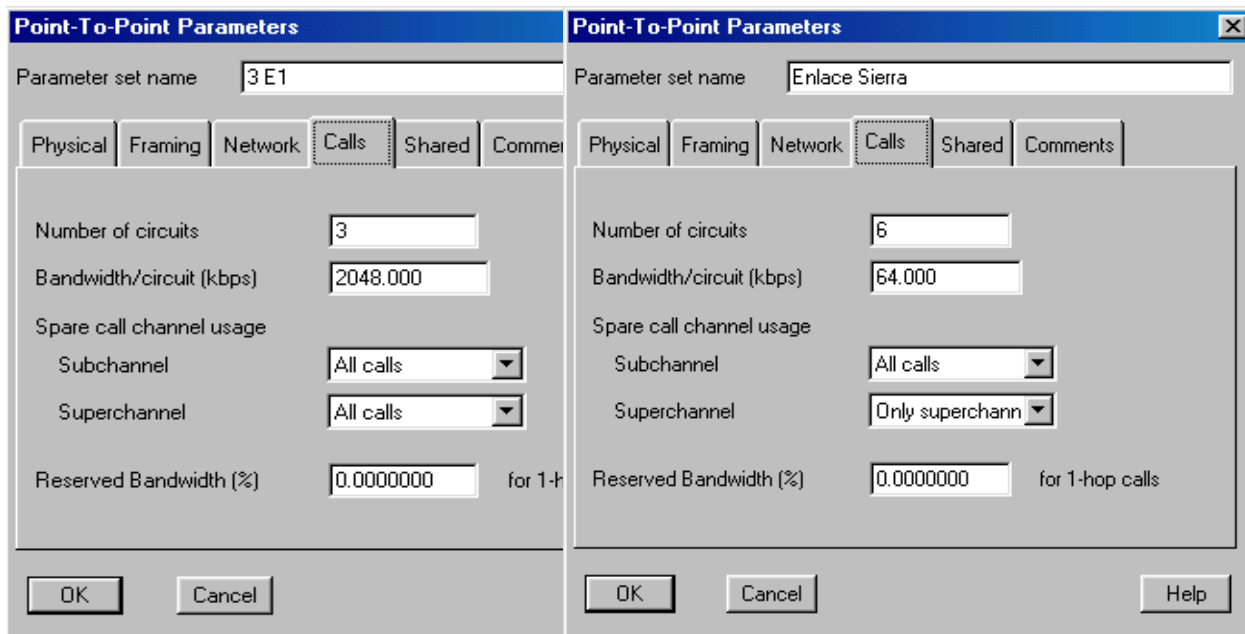 Point-To-Point Parameters
Parameter set name 3 E1
Physical Framing Network Calls Shared Commen
Number of circuits 3
Bandwidth/circuit (kbps) 2048.000
Spare call channel usage
Subchannel All calls
Superchannel All calls
Reserved Bandwidth (%) 0.0000000 for 1-h
OK Cancel
Point-To-Point Parameters
Parameter set name Enlace Sierra
Physical Framing Network Calls Shared Comments
Number of circuits 6
Bandwidth/circuit (kbps) 64.000
Spare call channel usage
Subchannel All calls
Superchannel Only superchann
Reserved Bandwidth (%) 0.0000000 for 1-hop calls
OK Cancel Help